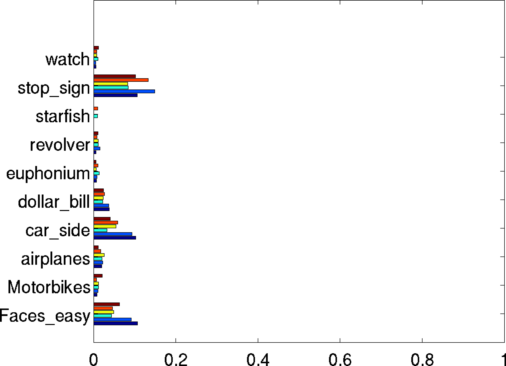 watch
stop_sign
starfish
revolver
euphonium
dollar_bill
car_side
airplanes
Motorbikes
Faces_easy
0 0.2 0.4 0.6 0.8 1